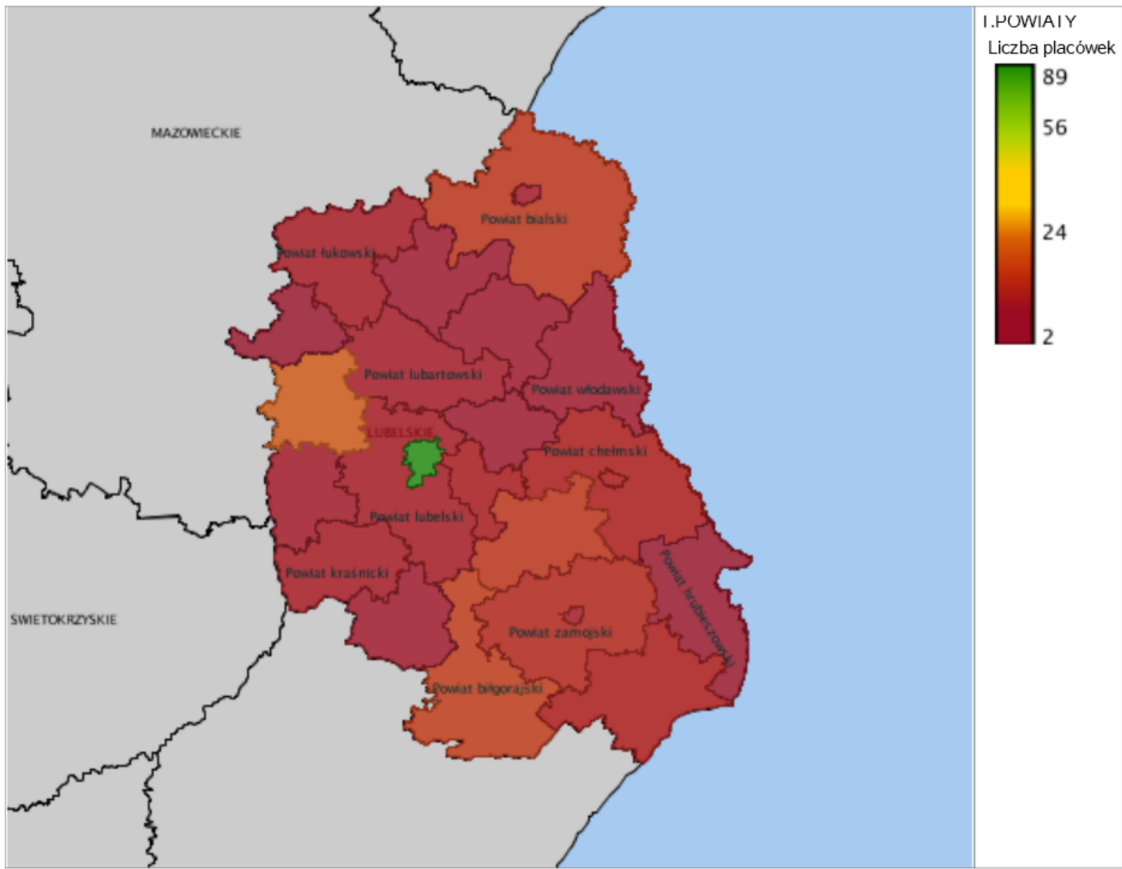 1.POWIATY
Liczba placówek
89
56
24
2
MAZOWIECKIE
Powiat bialski
Powiat łukowski
Powiat lubartowski
Powiat włodawski
LUBELSKIE
Powiat chełmski
Powiat lubelski
Powiat kraśnicki
Powiat hrubieszowski
SWIETOKRZYSKIE
Powiat zamojski
Powiat biłgorajski